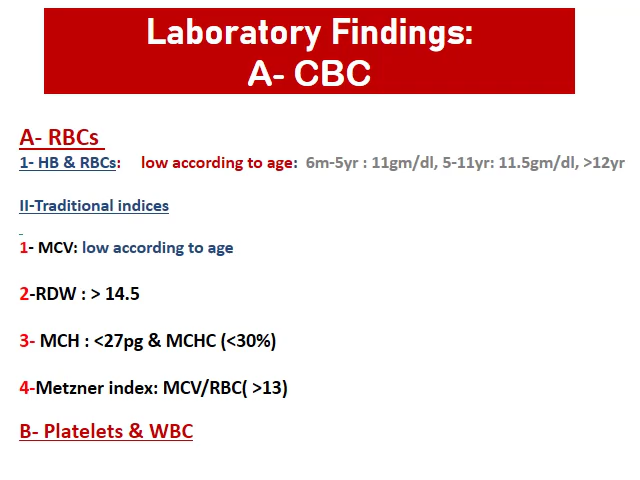 Laboratory Findings:
A- CBC
A- RBCs
1- HB & RBCs: low according to age: 6m-5yr : 11gm/dl, 5-11yr: 11.5gm/dl, >12yr
II-Traditional indices
1- MCV: low according to age
2-RDW : > 14.5
3- MCH : <27pg & MCHC (<30%)
4-Metzner index: MCV/RBC( >13)
B- Platelets & WBC